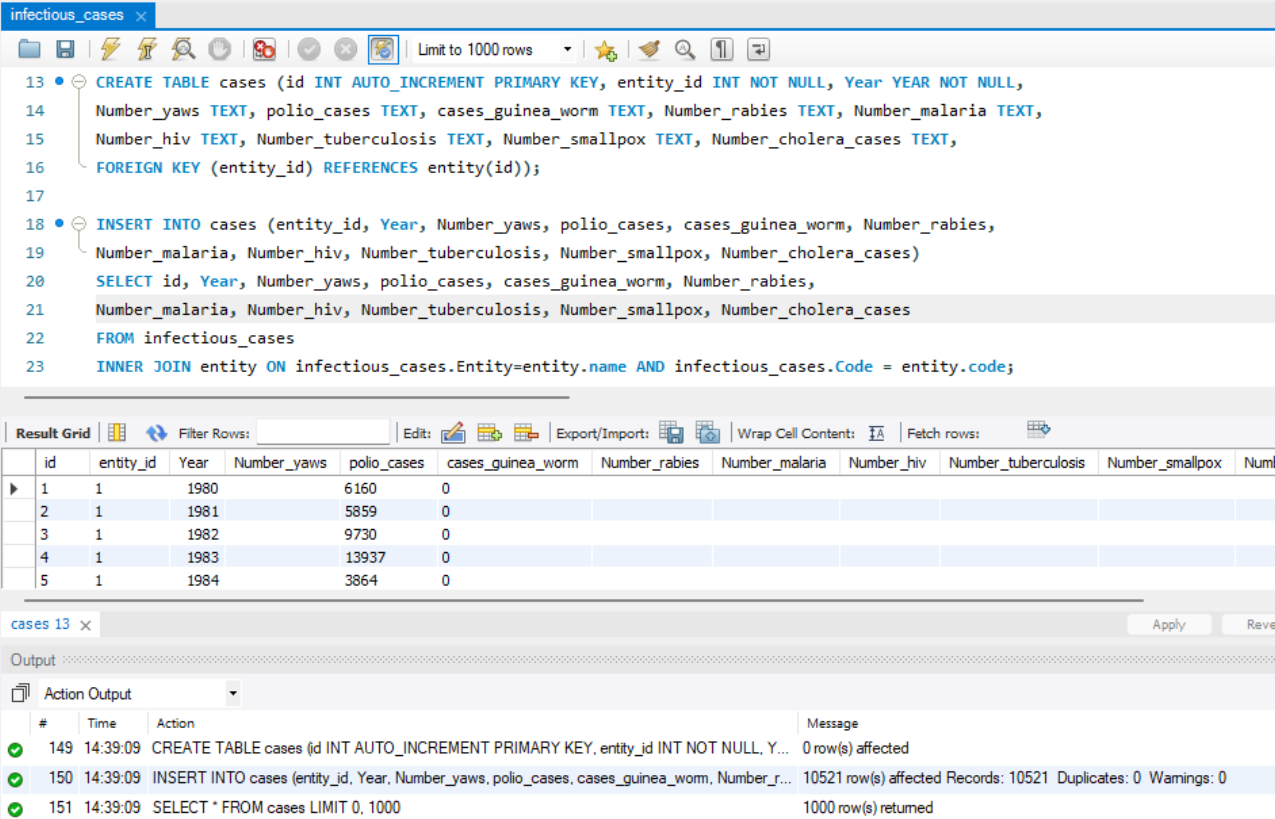 infectious_cases ×
Limit to 1000 rows
13 CREATE TABLE cases (id INT AUTO_INCREMENT PRIMARY KEY, entity_id INT NOT NULL, Year YEAR NOT NULL,
14 Number_yaws TEXT, polio_cases TEXT, cases_guinea_worm TEXT, Number_rabies TEXT, Number_malaria TEXT,
15 Number_hiv TEXT, Number_tuberculosis TEXT, Number_smallpox TEXT, Number_cholera_cases TEXT,
16 FOREIGN KEY (entity_id) REFERENCES entity(id));
17
18 INSERT INTO cases (entity_id, Year, Number_yaws, polio_cases, cases_guinea_worm, Number_rabies,
19 Number_malaria, Number_hiv, Number_tuberculosis, Number_smallpox, Number_cholera_cases)
20 SELECT id, Year, Number_yaws, polio_cases, cases_guinea_worm, Number_rabies,
21 Number_malaria, Number_hiv, Number_tuberculosis, Number_smallpox, Number_cholera_cases
22 FROM infectious_cases
23 INNER JOIN entity ON infectious_cases.Entity=entity.name AND infectious_cases.Code = entity.code;
Result Grid Filter Rows: Edit: Export/Import: Wrap Cell Content: IA Fetch rows:
id entity_id Year Number_yaws polio_cases cases_guinea_worm Number_rabies Number_malaria Number_hiv Number_tuberculosis Number_smallpox Numl
1 1 1980 6160 0
2 1 1981 5859 0
3 1 1982 9730 0
4 1 1983 13937 0
5 1 1984 3864 0
cases 13 × Apply Reve
Output
Action Output
# Time Action Message
149 14:39:09 CREATE TABLE cases (id INT AUTO_INCREMENT PRIMARY KEY, entity_id INT NOT NULL, Y... 0 row(s) affected
150 14:39:09 INSERT INTO cases (entity_id, Year, Number_yaws, polio_cases, cases_guinea_worm, Number_r... 10521 row(s) affected Records: 10521 Duplicates: 0 Warnings: 0
151 14:39:09 SELECT * FROM cases LIMIT 0, 1000 1000 row(s) returned